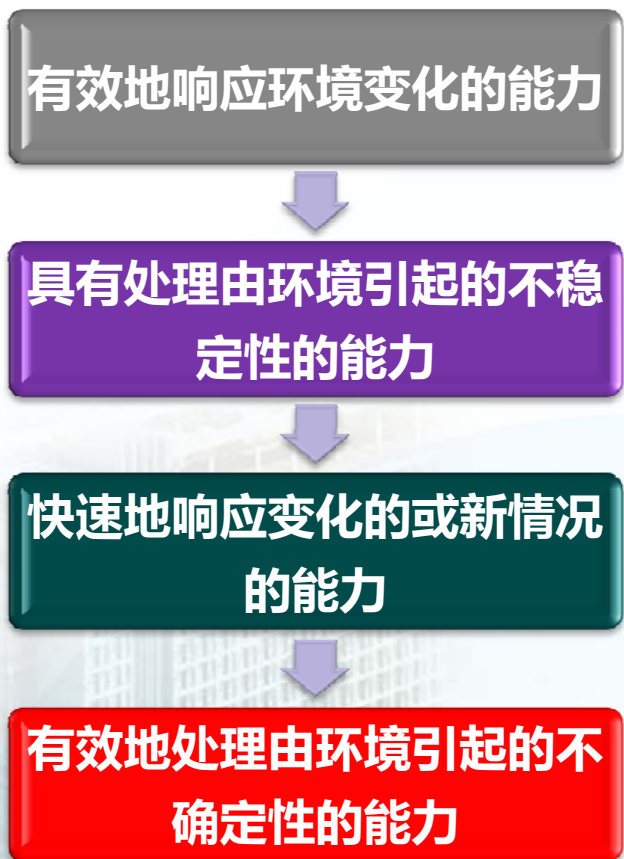 有效地响应环境变化的能力
具有处理由环境引起的不稳
定性的能力
快速地响应变化的或新情况
的能力
有效地处理由环境引起的不
确定性的能力